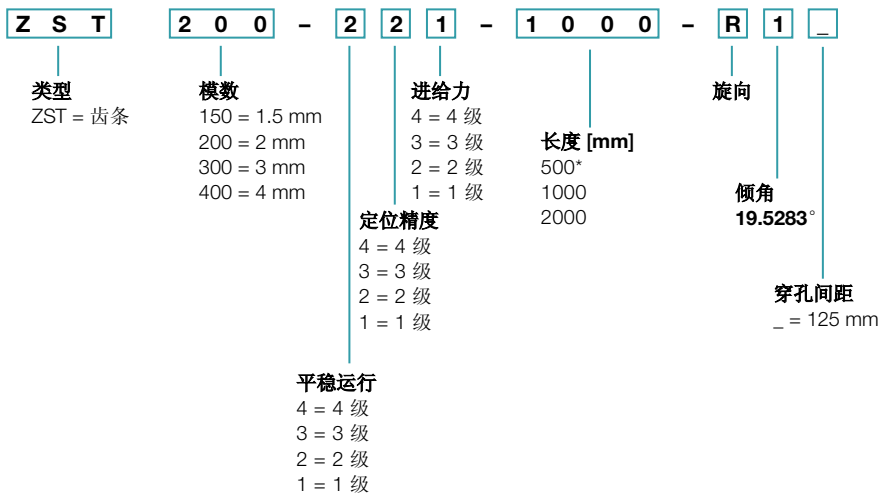 Z S T 2 0 0 – 2 2 1 – 1 0 0 0 – R 1 _
类型
ZST = 齿条
模数
150 = 1.5 mm
200 = 2 mm
300 = 3 mm
400 = 4 mm
平稳运行
4 = 4 级
3 = 3 级
2 = 2 级
1 = 1 级
定位精度
4 = 4 级
3 = 3 级
2 = 2 级
1 = 1 级
进给力
4 = 4 级
3 = 3 级
2 = 2 级
1 = 1 级
长度 [mm]
500*
1000
2000
旋向
倾角
19.5283°
穿孔间距
_ = 125 mm